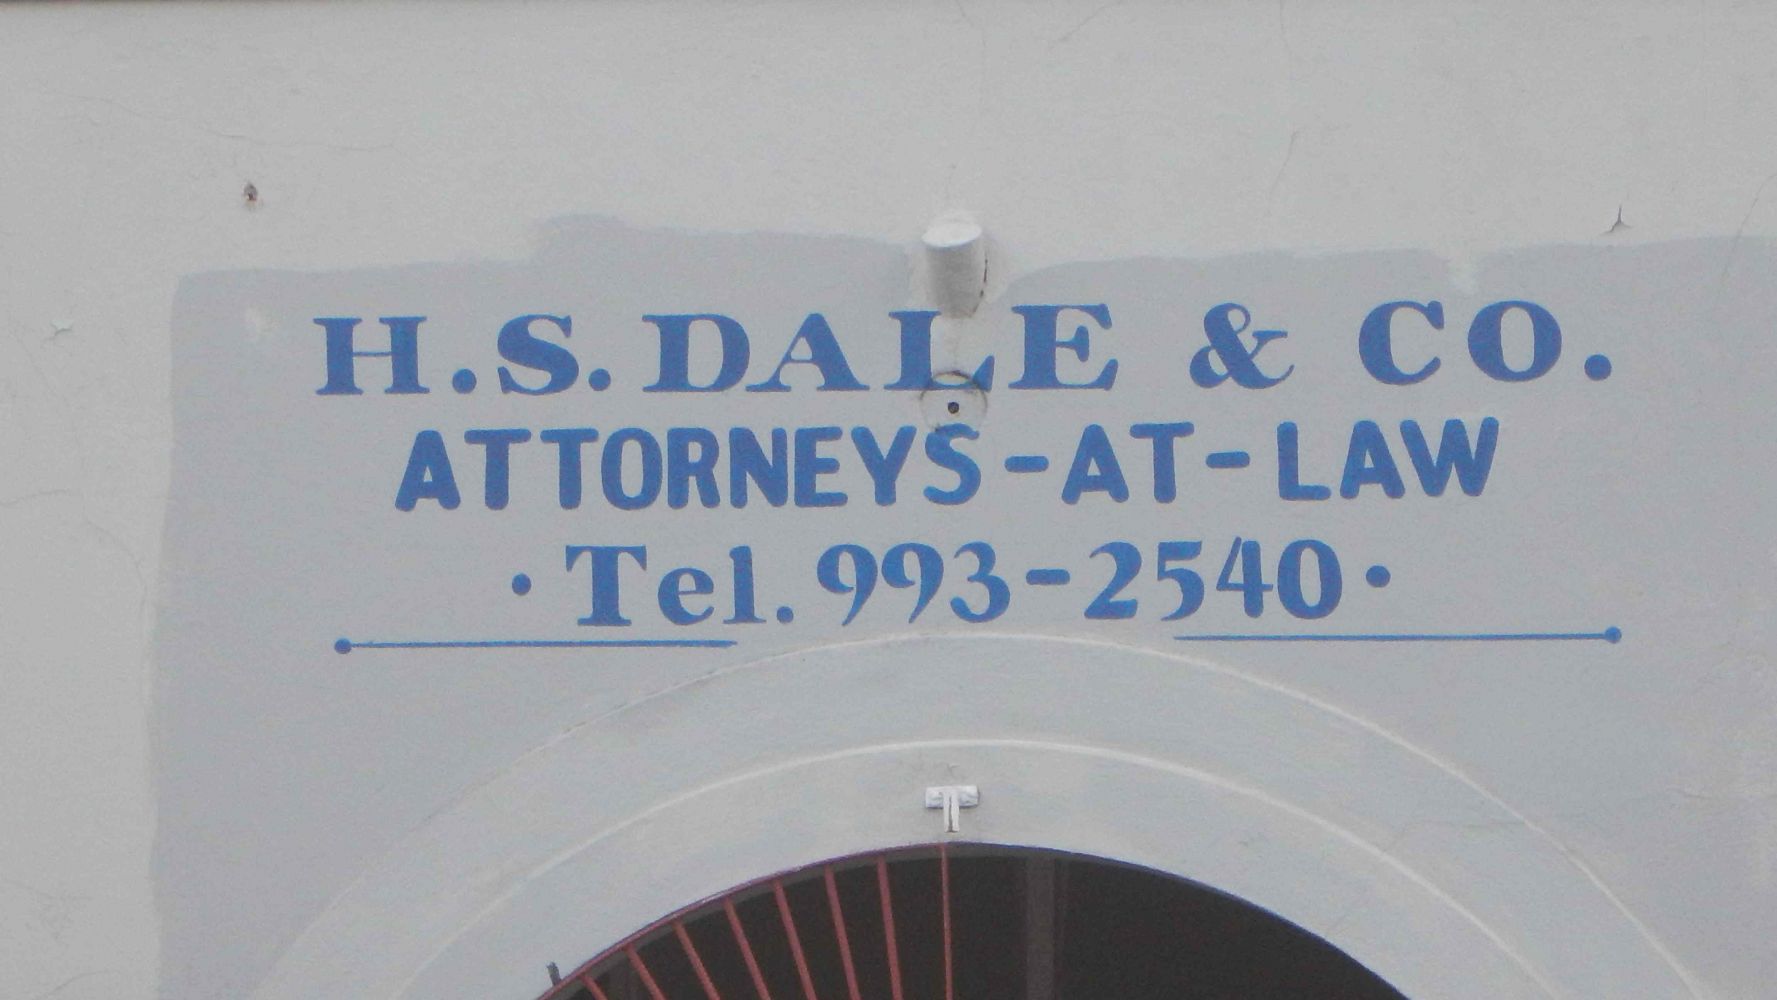 H.S. DALE & CO.
ATTORNEYS-AT-LAW
· Tel. 993-2540 ·